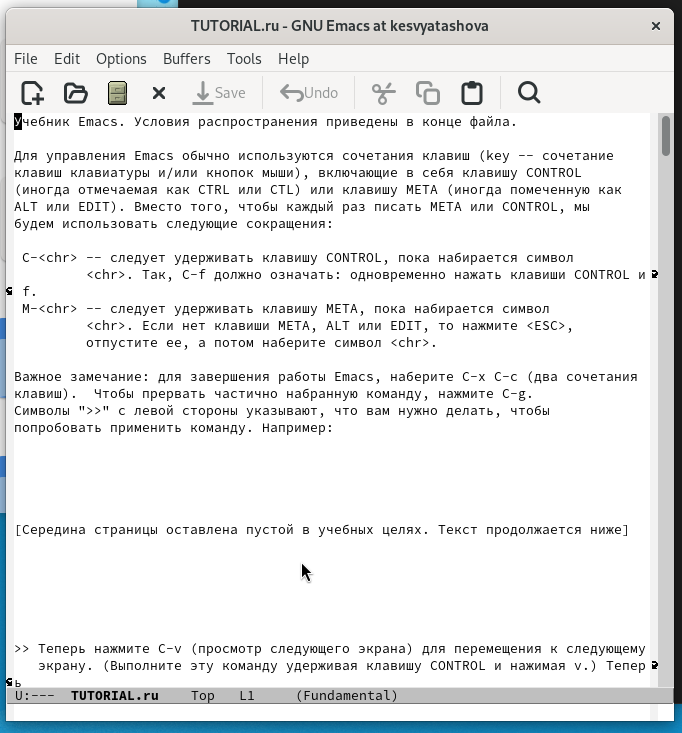 TUTORIAL.ru - GNU Emacs at kesvyatashova
File Edit Options Buffers Tools Help
Save Undo
Учебник Emacs. Условия распространения приведены в конце файла.
Для управления Emacs обычно используются сочетания клавиш (key -- сочетание
клавиш клавиатуры и/или кнопок мыши), включающие в себя клавишу CONTROL
(иногда отмечаемая как CTRL или CTL) или клавишу META (иногда помеченную как
ALT или EDIT). Вместо того, чтобы каждый раз писать META или CONTROL, мы
будем использовать следующие сокращения:
C-<chr> -- следует удерживать клавишу CONTROL, пока набирается символ
<chr>. Так, C-f должно означать: одновременно нажать клавиши CONTROL и
f.
M-<chr> -- следует удерживать клавишу META, пока набирается символ
<chr>. Если нет клавиши META, ALT или EDIT, то нажмите <ESC>,
отпустите ее, а потом наберите символ <chr>.
Важное замечание: для завершения работы Emacs, наберите C-x C-c (два сочетания
клавиш).  Чтобы прервать частично набранную команду, нажмите C-g.
Символы ">>" с левой стороны указывают, что вам нужно делать, чтобы
попробовать применить команду. Например:
[Середина страницы оставлена пустой в учебных целях. Текст продолжается ниже]
>> Теперь нажмите C-v (просмотр следующего экрана) для перемещения к следующему
экрану. (Выполните эту команду удерживая клавишу CONTROL и нажимая v.) Тепер
ь
U:--- TUTORIAL.ru Top L1 (Fundamental)